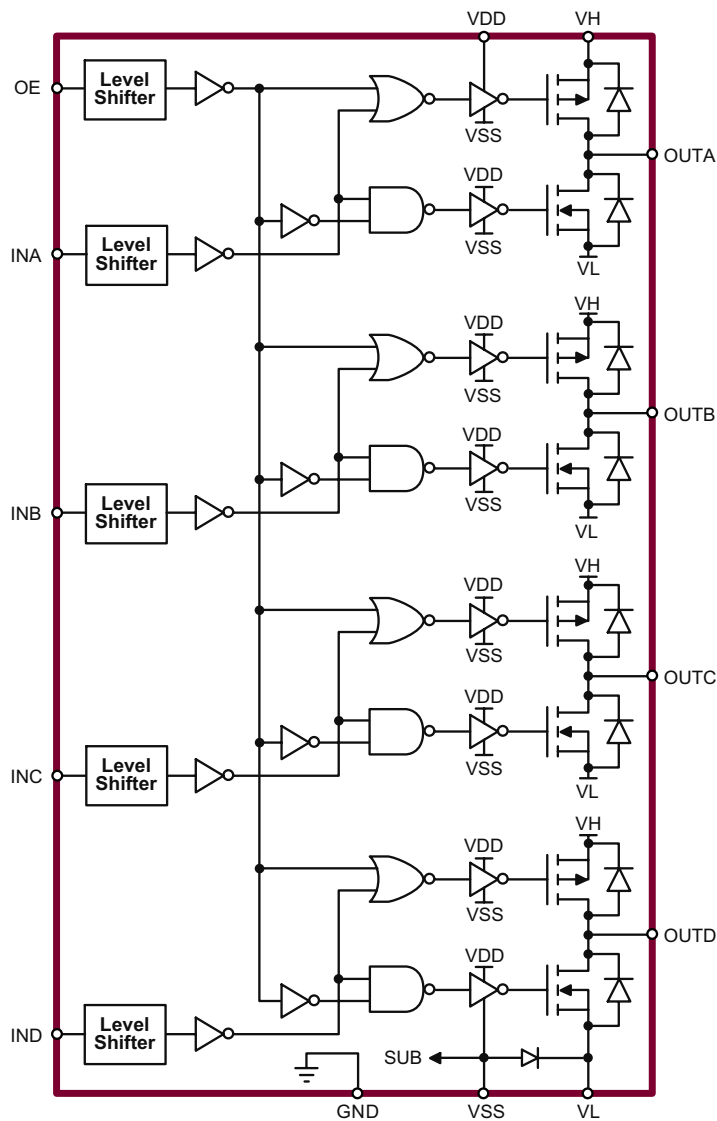 VDD
VH
OE
Level
Shifter
VSS
OUTA
VDD
INA
Level
Shifter
VSS
VL
VH
VDD
VSS
OUTB
VDD
INB
Level
Shifter
VSS
VL
VH
VDD
VSS
OUTC
VDD
INC
Level
Shifter
VSS
VL
VH
VDD
VSS
OUTD
VDD
IND
Level
Shifter
SUB
GND
VSS
VL